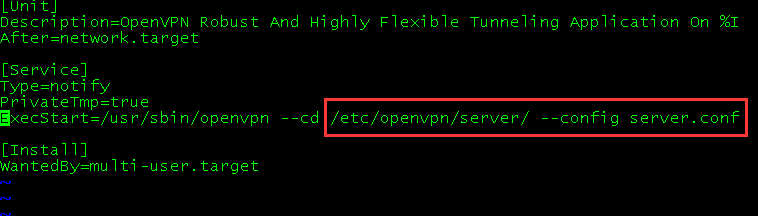 [Unit]
Description=OpenVPN Robust And Highly Flexible Tunneling Application On %I
After=network.target
[Service]
Type=notify
PrivateTmp=true
ExecStart=/usr/sbin/openvpn --cd /etc/openvpn/server/ --config server.conf
[Install]
WantedBy=multi-user.target
~
~
~